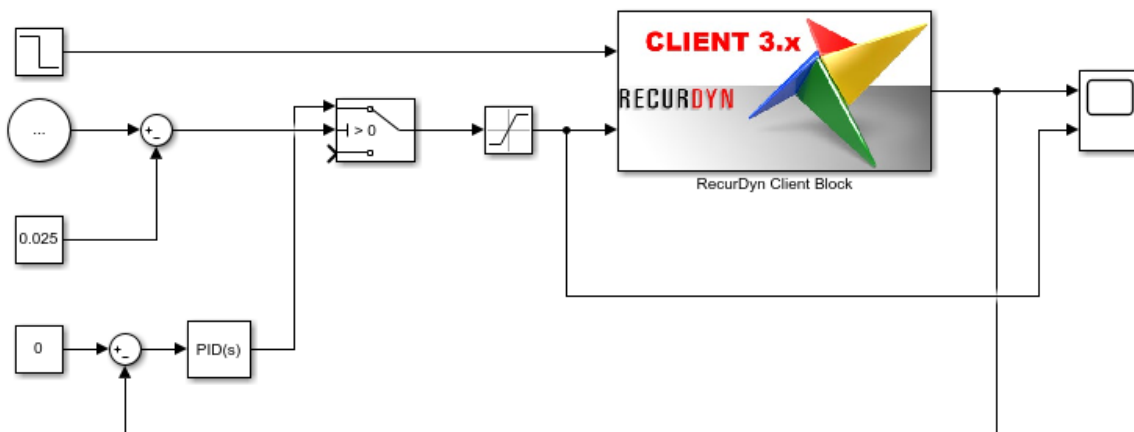 CLIENT 3.x
RECURDYN
...
+
-
> 0
RecurDyn Client Block
0.025
0
+
-
PID(s)